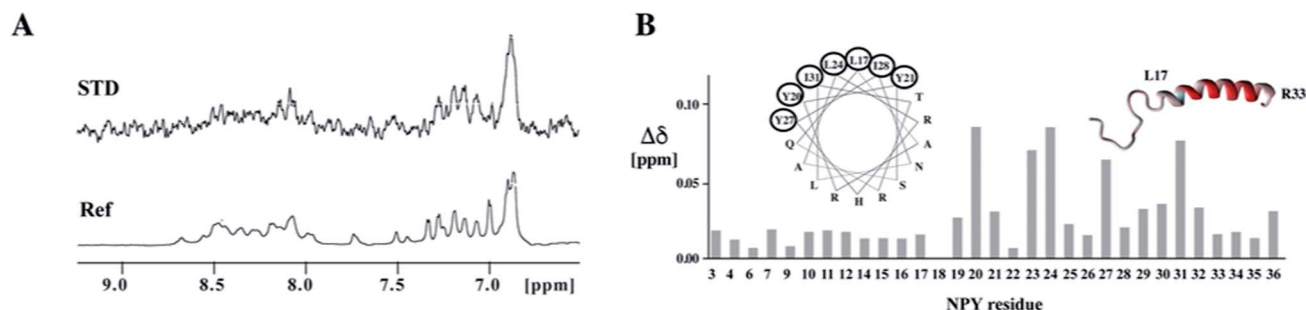 A
STD
Ref
9.0 8.5 8.0 7.5 7.0 [ppm]
B
0.10
Δδ
[ppm]
0.05
0.00
L24 L17 I28
I31 Y21
Y20 T
Y27 R
Q A
A N
L S
R H R
L17
R33
3 4 6 7 9 10 11 12 14 15 16 17 18 19 20 21 22 23 24 25 26 27 28 29 30 31 32 33 34 35 36
NPY residue